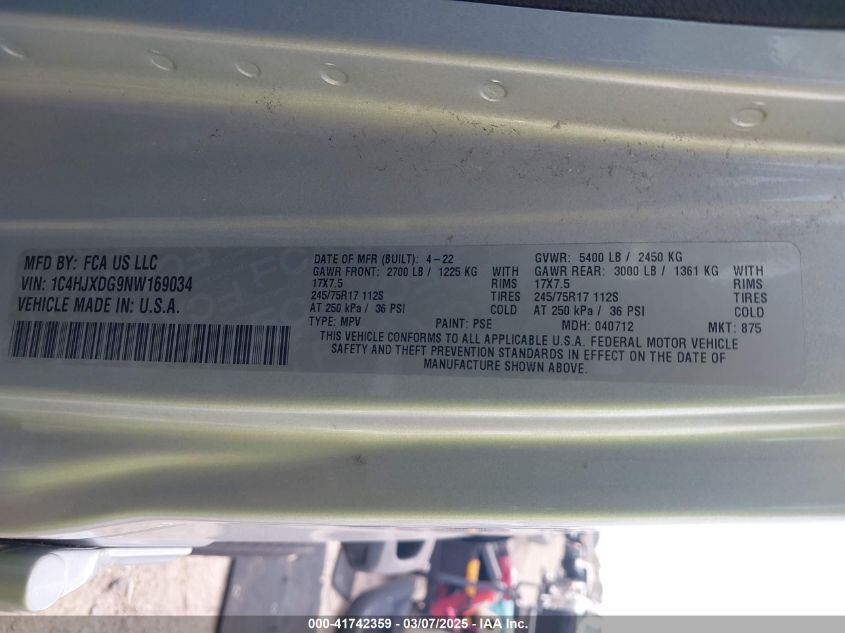 MFD BY: FCA US LLC
VIN: 1C4HJXDG9NW169034
VEHICLE MADE IN U.S.A.
DATE OF MFR (BUILT): 4-22
GAWR FRONT: 2700 LB / 1225 KG
17X7.5
245/75R17 112S
AT 250 kPa / 36 PSI
TYPE: MPV
WITH
RIMS
TIRES
COLD
PAINT: PSE
GVWR: 5400 LB / 2450 KG
GAWR REAR: 3000 LB / 1361 KG
17X7.5
245/75R17 112S
AT 250 kPa / 36 PSI
MDH: 040712
WITH
RIMS
TIRES
COLD
MKT: 875
THIS VEHICLE CONFORMS TO ALL APPLICABLE U.S.A. FEDERAL MOTOR VEHICLE
SAFETY AND THEFT PREVENTION STANDARDS IN EFFECT ON THE DATE OF
MANUFACTURE SHOWN ABOVE.
000-41742359 - 03/07/2025 - IAA Inc.